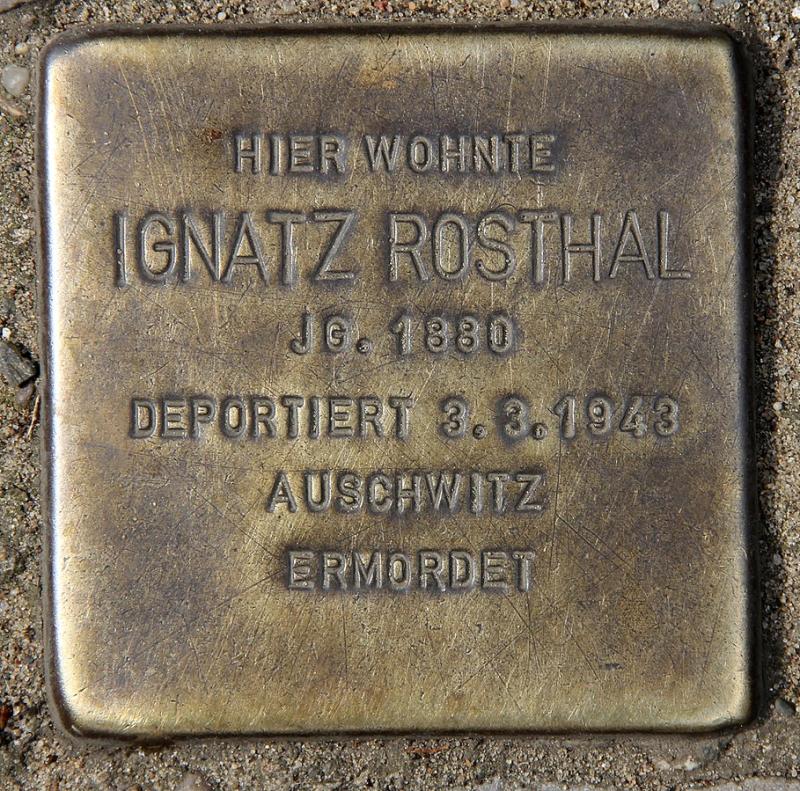 HIER WOHNTE
IGNATZ ROSTHAL
JG. 1880
DEPORTIERT 3.3.1943
AUSCHWITZ
ERMORDET